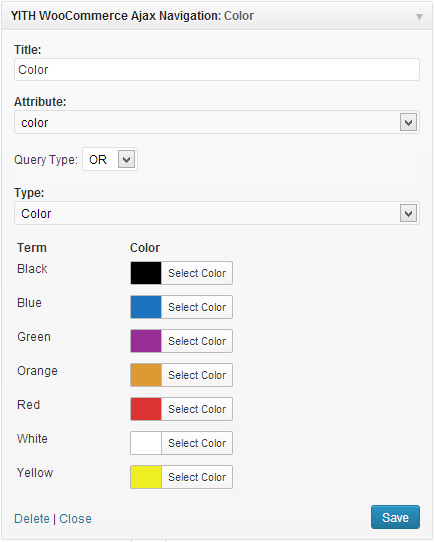 YITH WooCommerce Ajax Navigation: Color
Title:
Color
Attribute:
color
Query Type: OR
Type:
Color
Term Color
Black Select Color
Blue Select Color
Green Select Color
Orange Select Color
Red Select Color
White Select Color
Yellow Select Color
Delete | Close Save